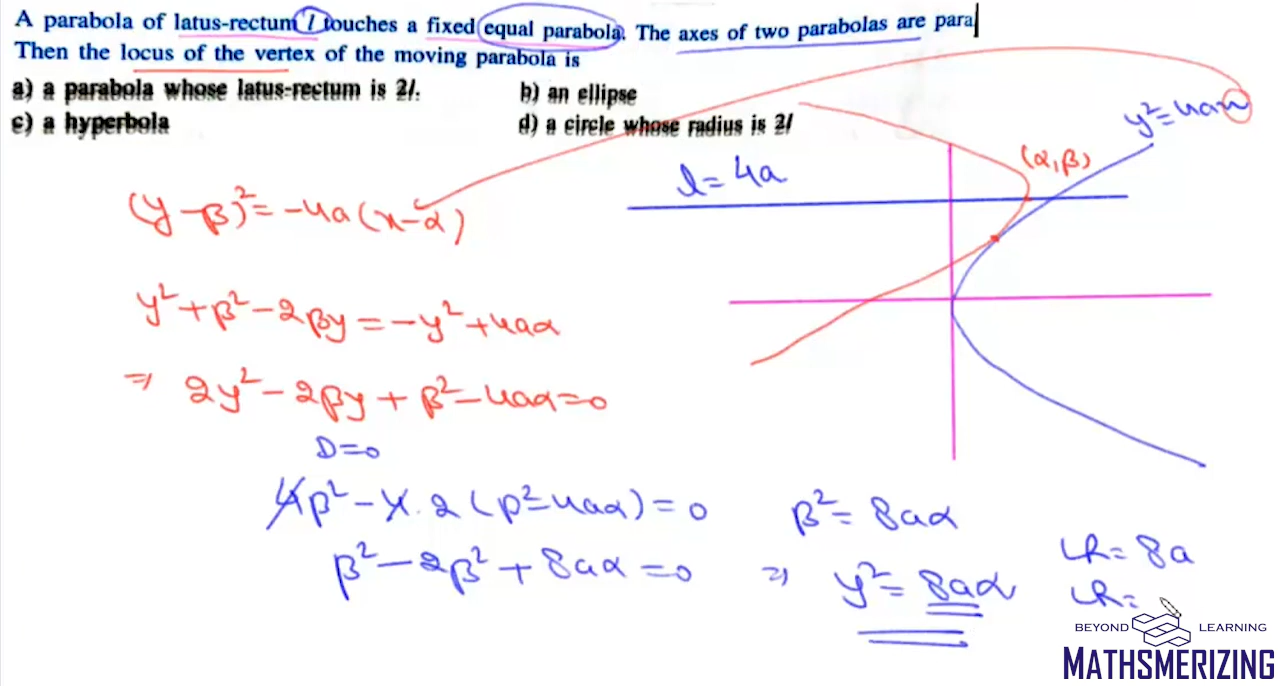 A parabola of latus-rectum l touches a fixed equal parabola. The axes of two parabolas are para
Then the locus of the vertex of the moving parabola is
a) a parabola whose latus-rectum is 2l. b) an ellipse
c) a hyperbola d) a circle whose radius is 2l
y² = 4ax
(α, β)
l = 4a
(y - β)² = -4a(x - α)
y² + β² - 2βy = -y² + 4aα
⇒ 2y² - 2βy + β² - 4aα = 0
D = 0
4β² - 4.2(β² - 4aα) = 0 β² = 8aα
β² - 2β² + 8aα = 0 ⇒ y² = 8ax
LR = 8a
LR =
BEYOND LEARNING
MATHSMERIZING